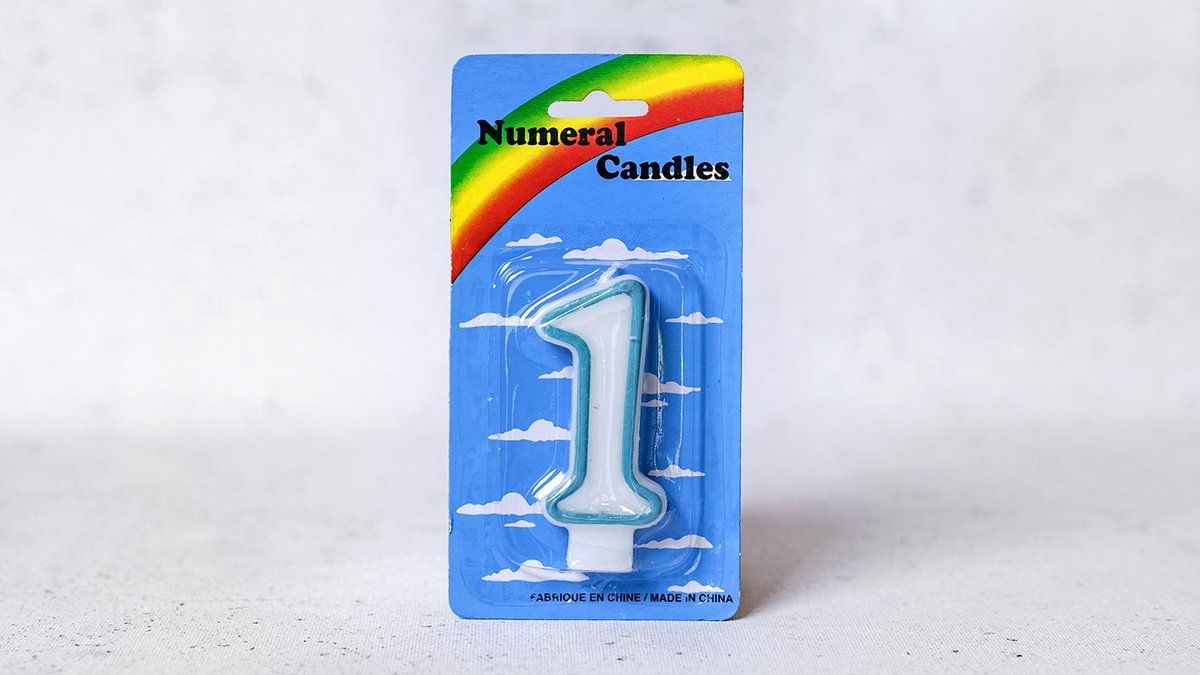 Numeral
Candles
1
FABRIQUE EN CHINE / MADE IN CHINA